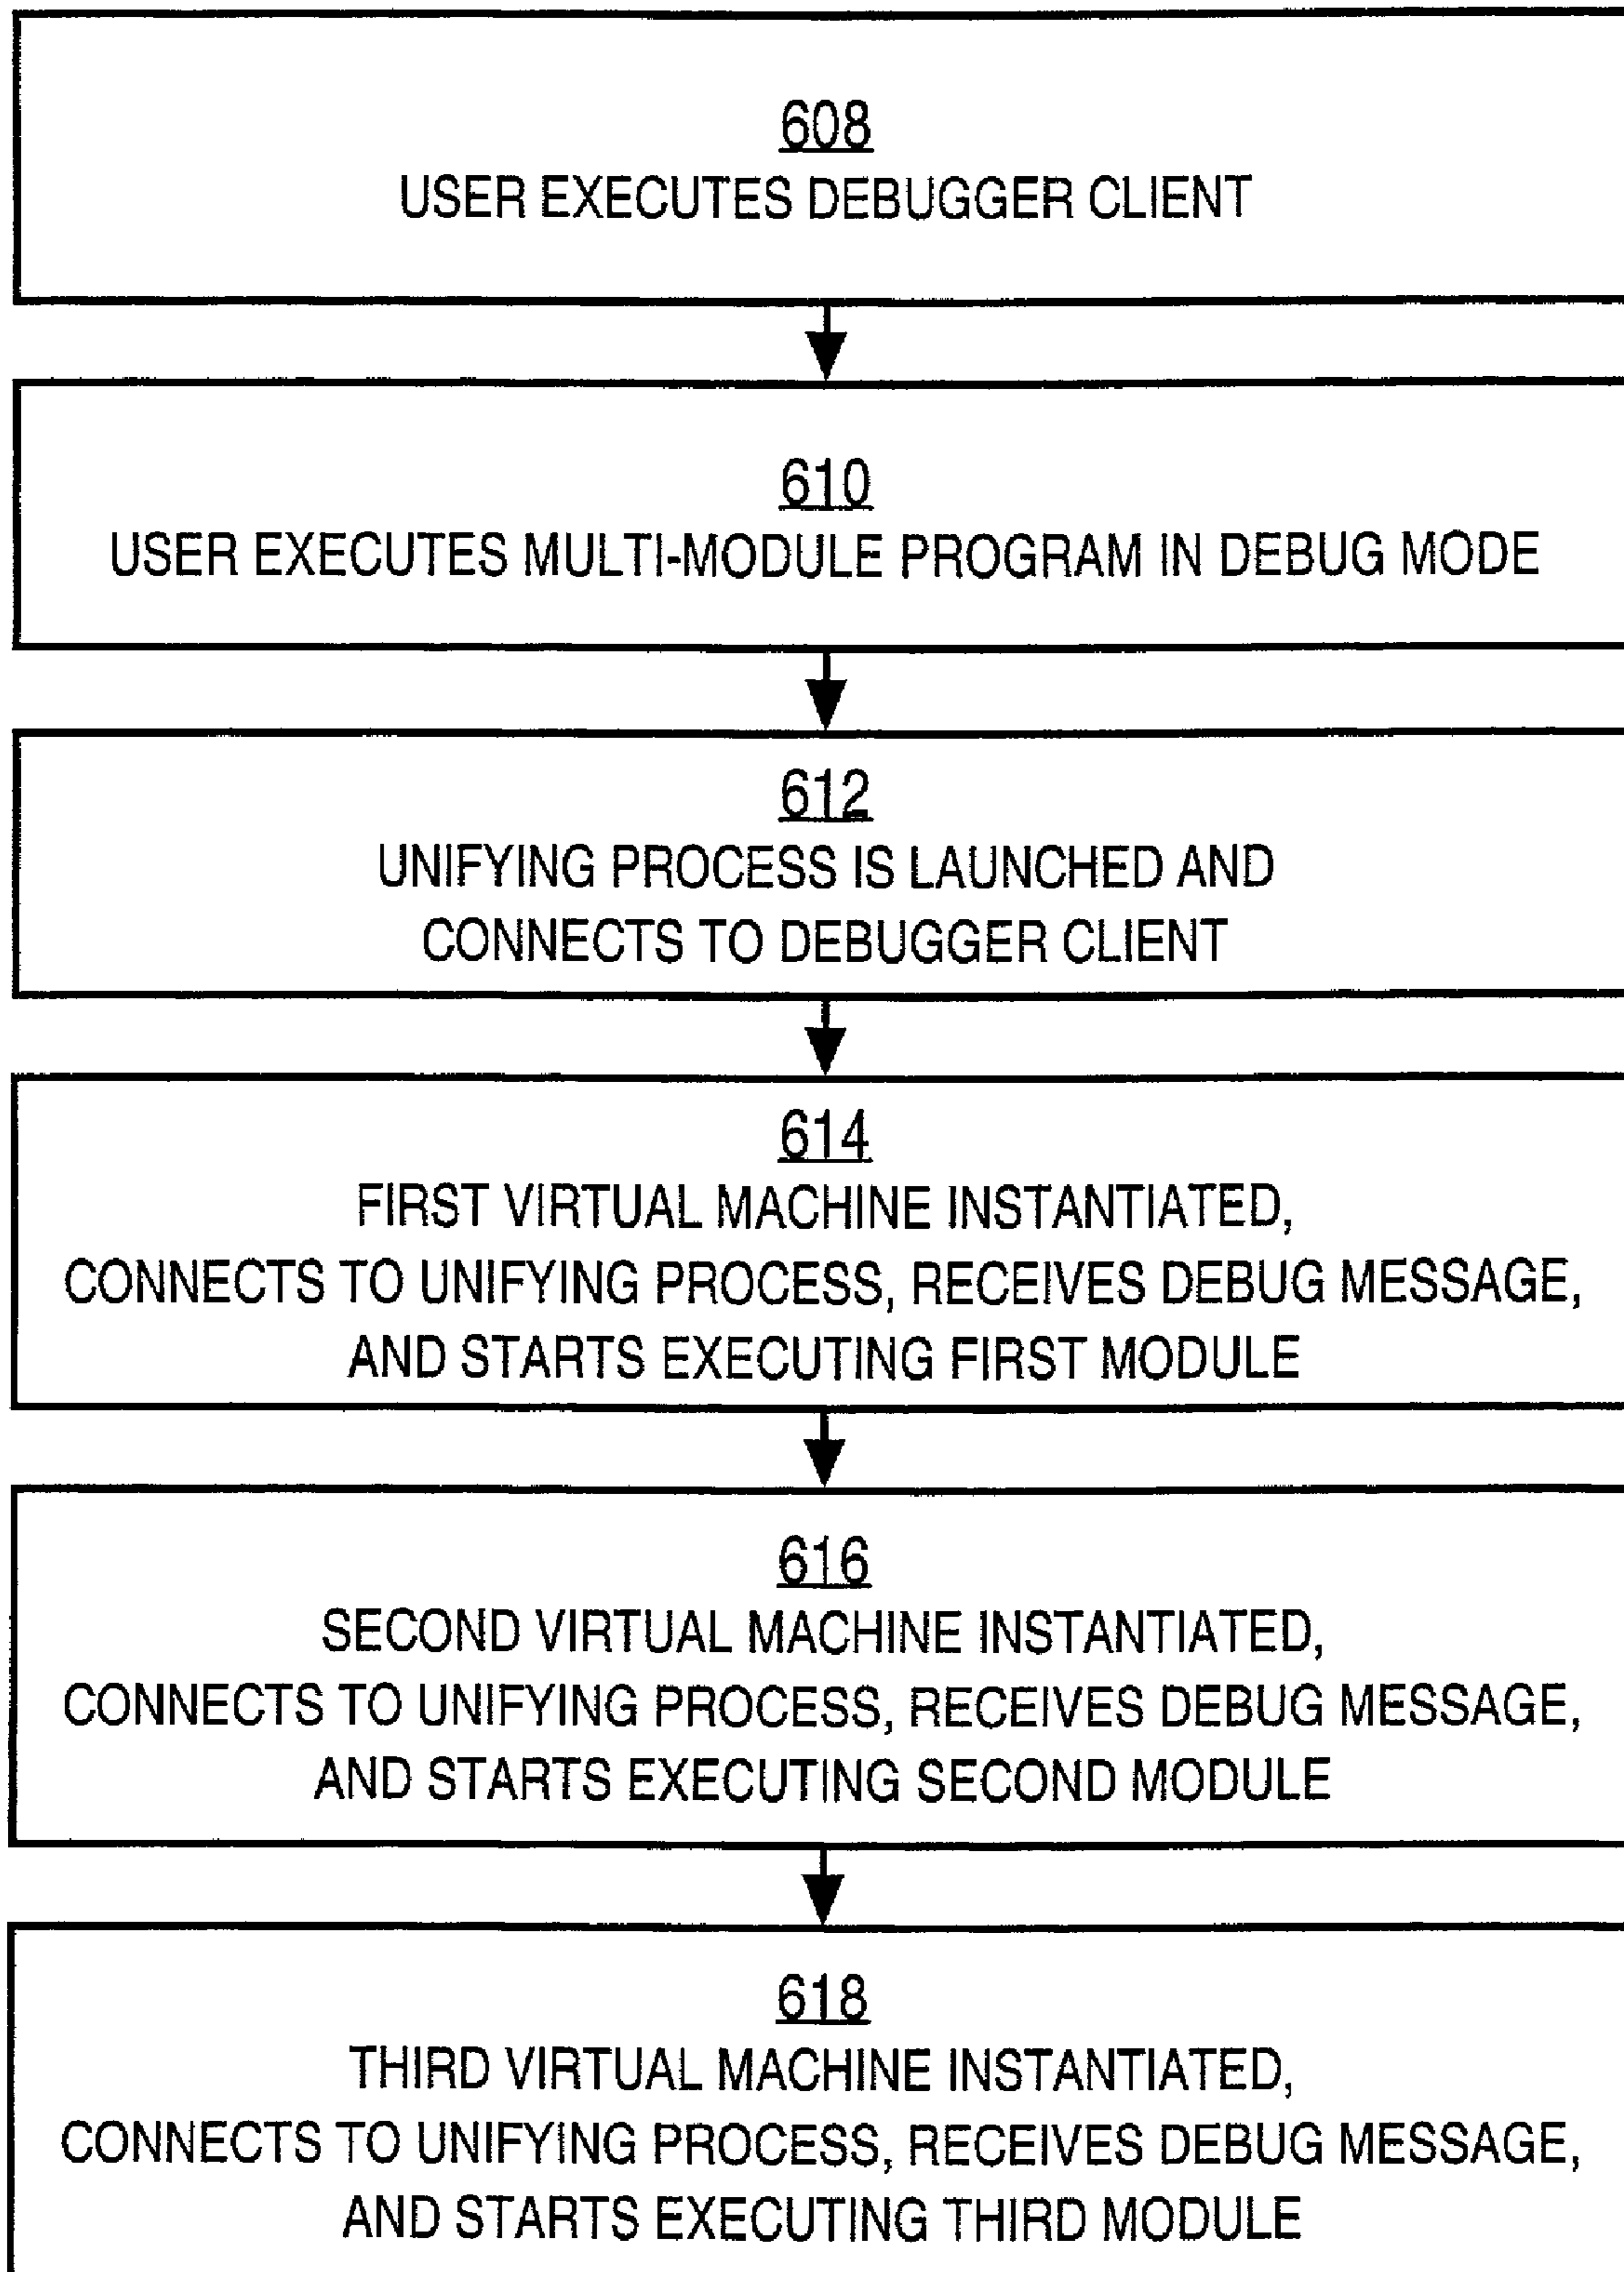 608
USER EXECUTES DEBUGGER CLIENT
610
USER EXECUTES MULTI-MODULE PROGRAM IN DEBUG MODE
612
UNIFYING PROCESS IS LAUNCHED AND
CONNECTS TO DEBUGGER CLIENT
614
FIRST VIRTUAL MACHINE INSTANTIATED,
CONNECTS TO UNIFYING PROCESS, RECEIVES DEBUG MESSAGE,
AND STARTS EXECUTING FIRST MODULE
616
SECOND VIRTUAL MACHINE INSTANTIATED,
CONNECTS TO UNIFYING PROCESS, RECEIVES DEBUG MESSAGE,
AND STARTS EXECUTING SECOND MODULE
618
THIRD VIRTUAL MACHINE INSTANTIATED,
CONNECTS TO UNIFYING PROCESS, RECEIVES DEBUG MESSAGE,
AND STARTS EXECUTING THIRD MODULE